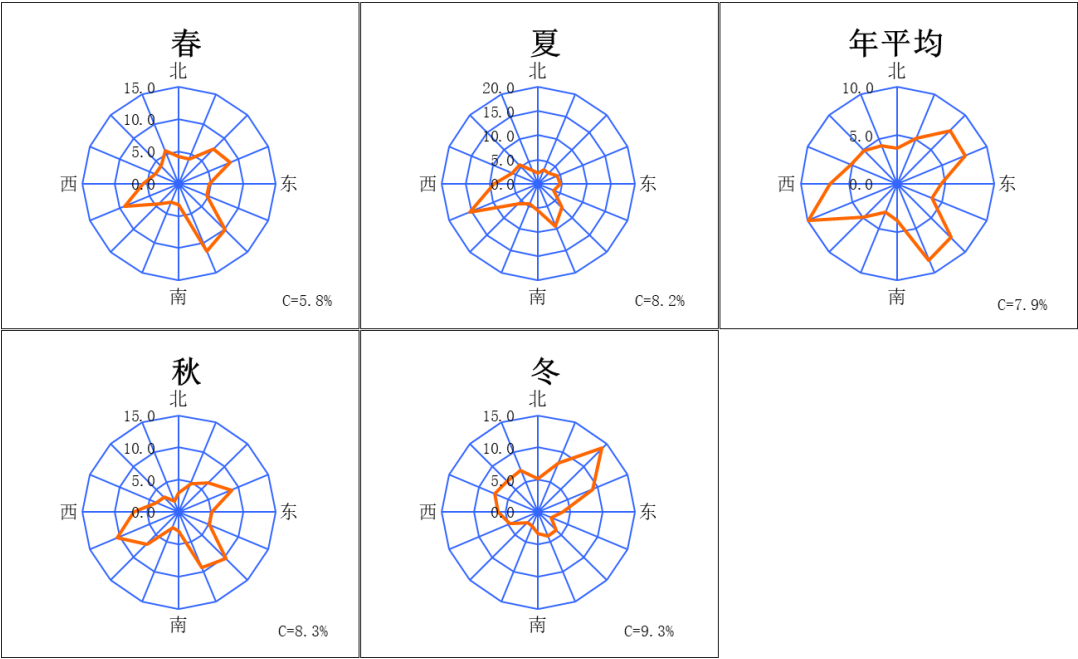 春
北
15.0
10.0
5.0
西 0.0 东
南
C=5.8%
夏
北
20.0
15.0
10.0
5.0
西 0.0 东
南
C=8.2%
年平均
北
10.0
5.0
西 0.0 东
南
C=7.9%
秋
北
15.0
10.0
5.0
西 0.0 东
南
C=8.3%
冬
北
15.0
10.0
5.0
西 0.0 东
南
C=9.3%